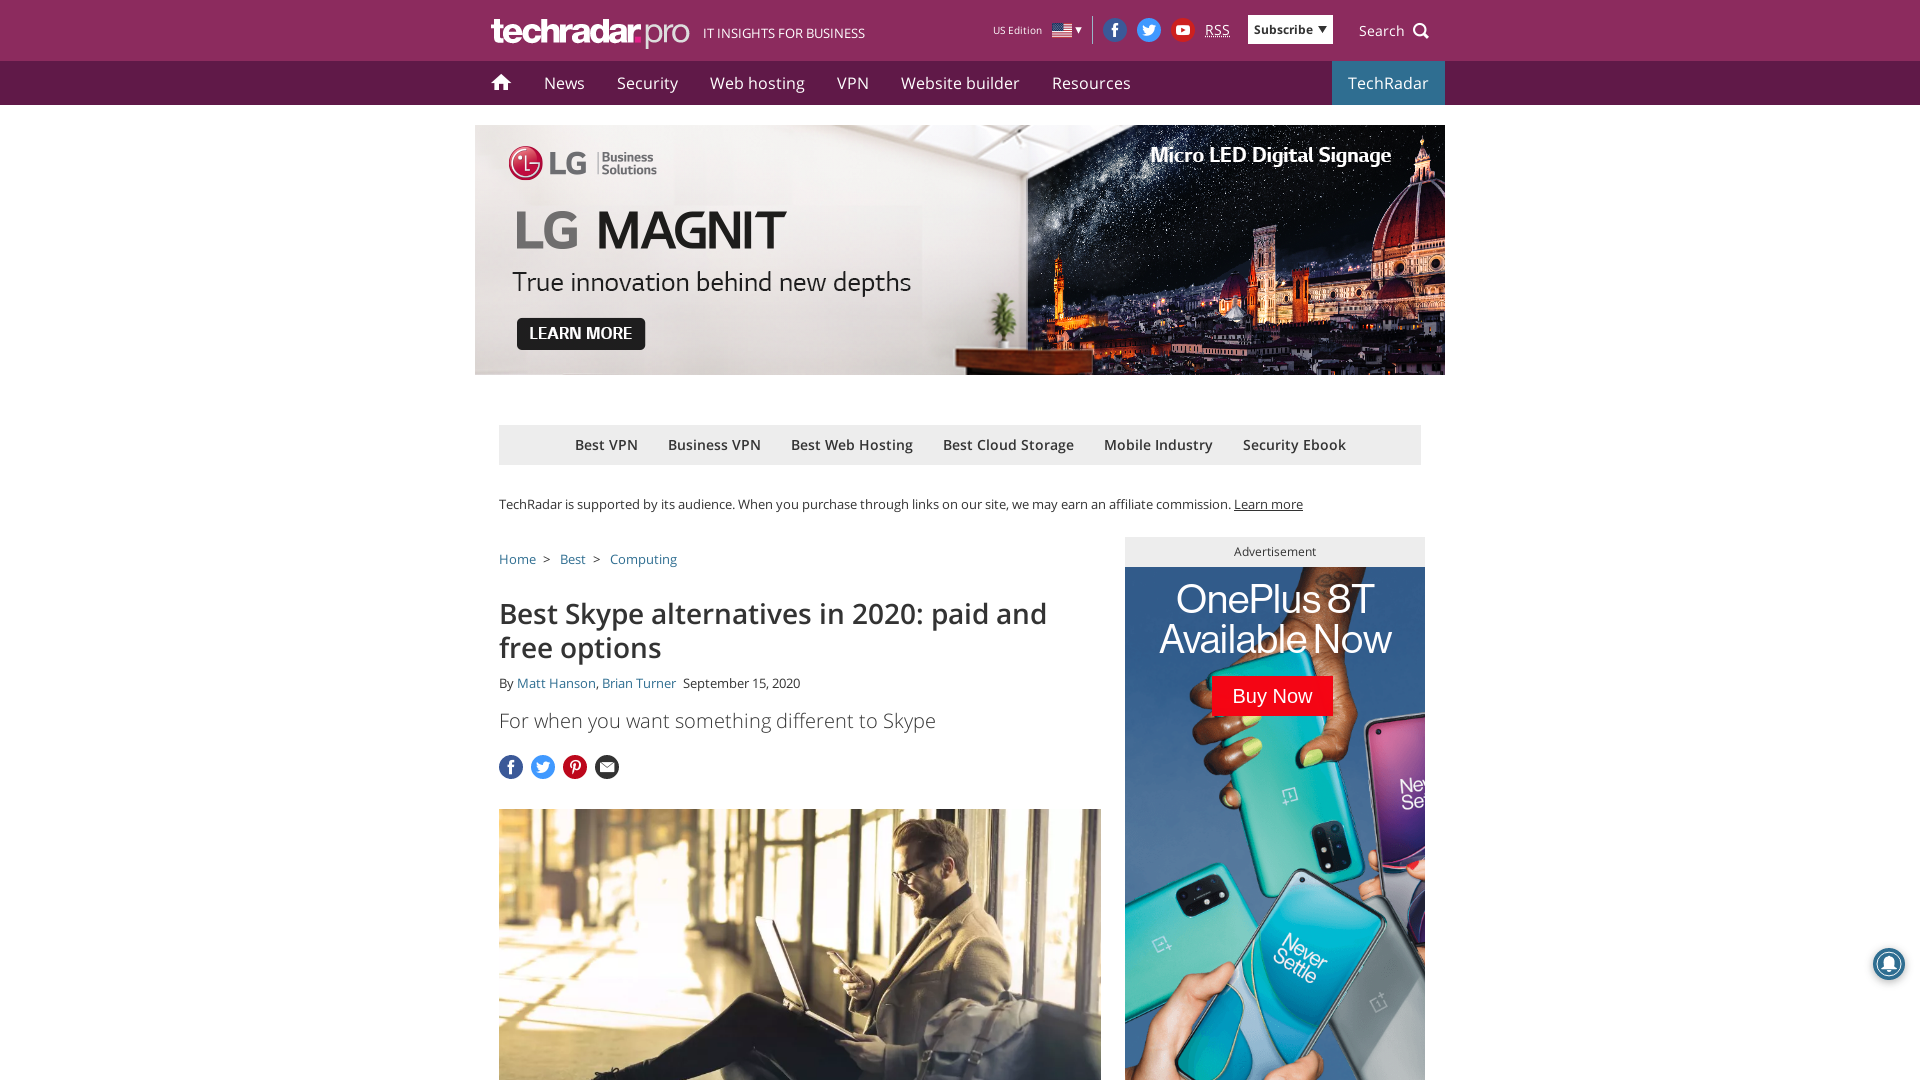 techradar.pro IT INSIGHTS FOR BUSINESS
US Edition
RSS
Subscribe
Search
News
Security
Web hosting
VPN
Website builder
Resources
TechRadar
LG Business Solutions
Micro LED Digital Signage
LG MAGNIT
True innovation behind new depths
LEARN MORE
Best VPN
Business VPN
Best Web Hosting
Best Cloud Storage
Mobile Industry
Security Ebook
TechRadar is supported by its audience. When you purchase through links on our site, we may earn an affiliate commission. Learn more
Home > Best > Computing
Best Skype alternatives in 2020: paid and
free options
By Matt Hanson, Brian Turner September 15, 2020
For when you want something different to Skype
Advertisement
OnePlus 8T
Available Now
Buy Now
Never
Settle